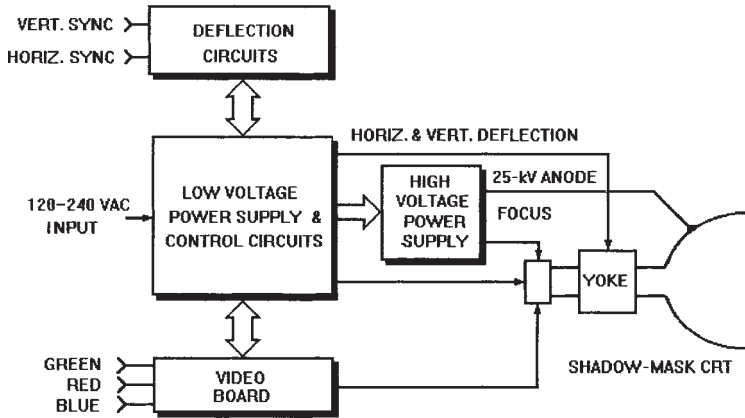 VERT. SYNC
HORIZ. SYNC
DEFLECTION
CIRCUITS
HORIZ. & VERT. DEFLECTION
120-240 VAC
INPUT
LOW VOLTAGE
POWER SUPPLY &
CONTROL CIRCUITS
HIGH
VOLTAGE
POWER
SUPPLY
25-kV ANODE
FOCUS
YOKE
GREEN
RED
BLUE
VIDEO
BOARD
SHADOW-MASK CRT